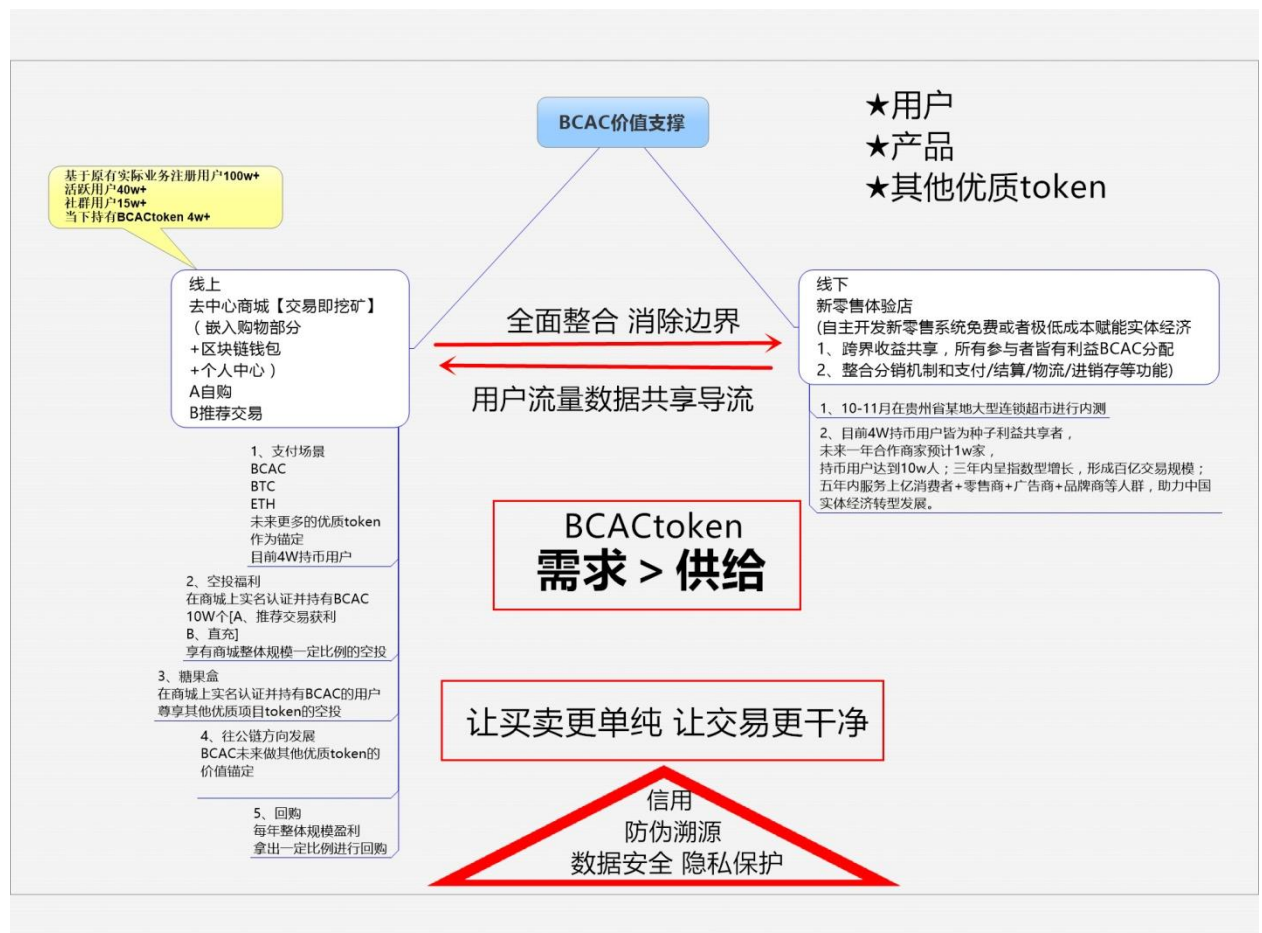 BCAC价值支撑
★用户
★产品
★其他优质token
基于原有实际业务注册用户100w+
活跃用户40w+
社群用户15w+
当下持有BCACtoken 4w+
线上
去中心商城【交易即挖矿】
（嵌入购物部分
+区块链钱包
+个人中心）
A自购
B推荐交易
全面整合 消除边界
用户流量数据共享导流
线下
新零售体验店
(自主开发新零售系统免费或者极低成本赋能实体经济
1、跨界收益共享，所有参与者皆有利益BCAC分配
2、整合分销机制和支付/结算/物流/进销存等功能)
1、10-11月在贵州省某地大型连锁超市进行内测
2、目前4W持币用户皆为种子利益共享者，
未来一年合作商家预计1w家，
持币用户达到10w人；三年内呈指数型增长，形成百亿交易规模；
五年内服务上亿消费者+零售商+广告商+品牌商等人群，助力中国
实体经济转型发展。
1、支付场景
BCAC
BTC
ETH
未来更多的优质token
作为锚定
目前4W持币用户
2、空投福利
在商城上实名认证并持有BCAC
10W个[A、推荐交易获利
B、直充]
享有商城整体规模一定比例的空投
3、糖果盒
在商城上实名认证并持有BCAC的用户
尊享其他优质项目token的空投
4、往公链方向发展
BCAC未来做其他优质token的
价值锚定
5、回购
每年整体规模盈利
拿出一定比例进行回购
BCACtoken
需求 > 供给
让买卖更单纯 让交易更干净
信用
防伪溯源
数据安全 隐私保护